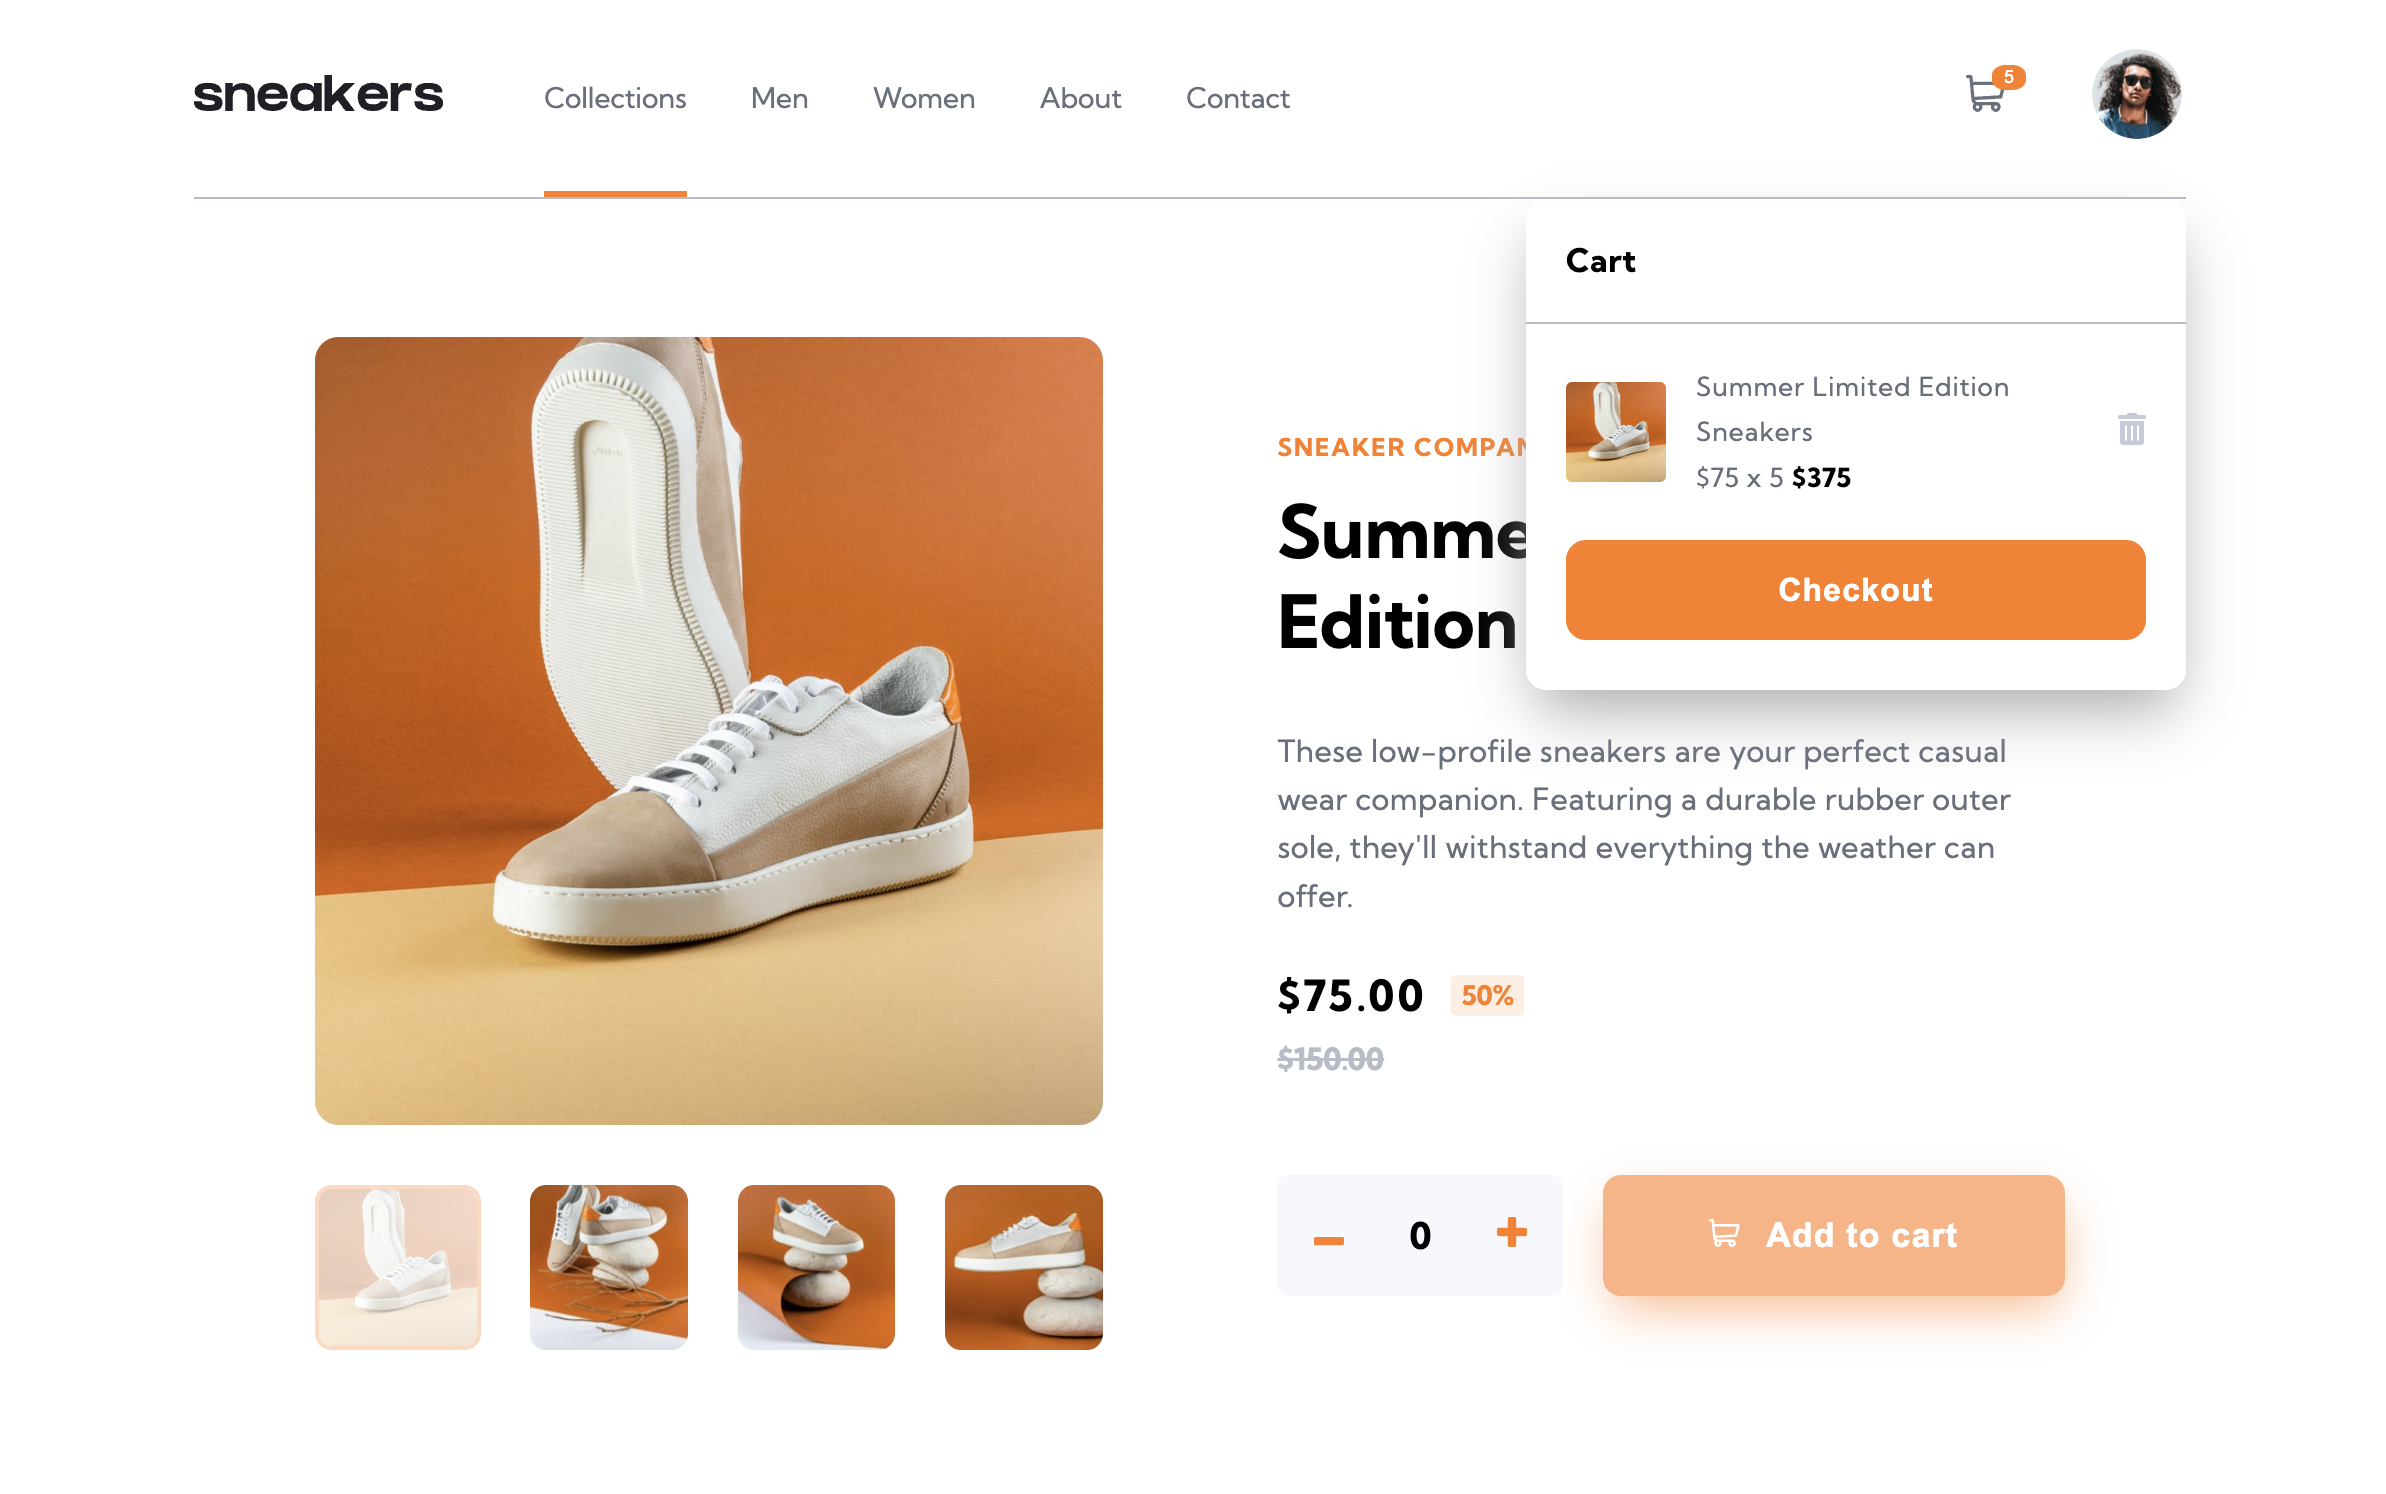 sneakers
Collections
Men
Women
About
Contact
5
Cart
Summer Limited Edition
Sneakers
$75 x 5 $375
Checkout
SNEAKER COMPAN
Summe
Edition
These low-profile sneakers are your perfect casual
wear companion. Featuring a durable rubber outer
sole, they'll withstand everything the weather can
offer.
$75.00 50%
$150.00
0
Add to cart